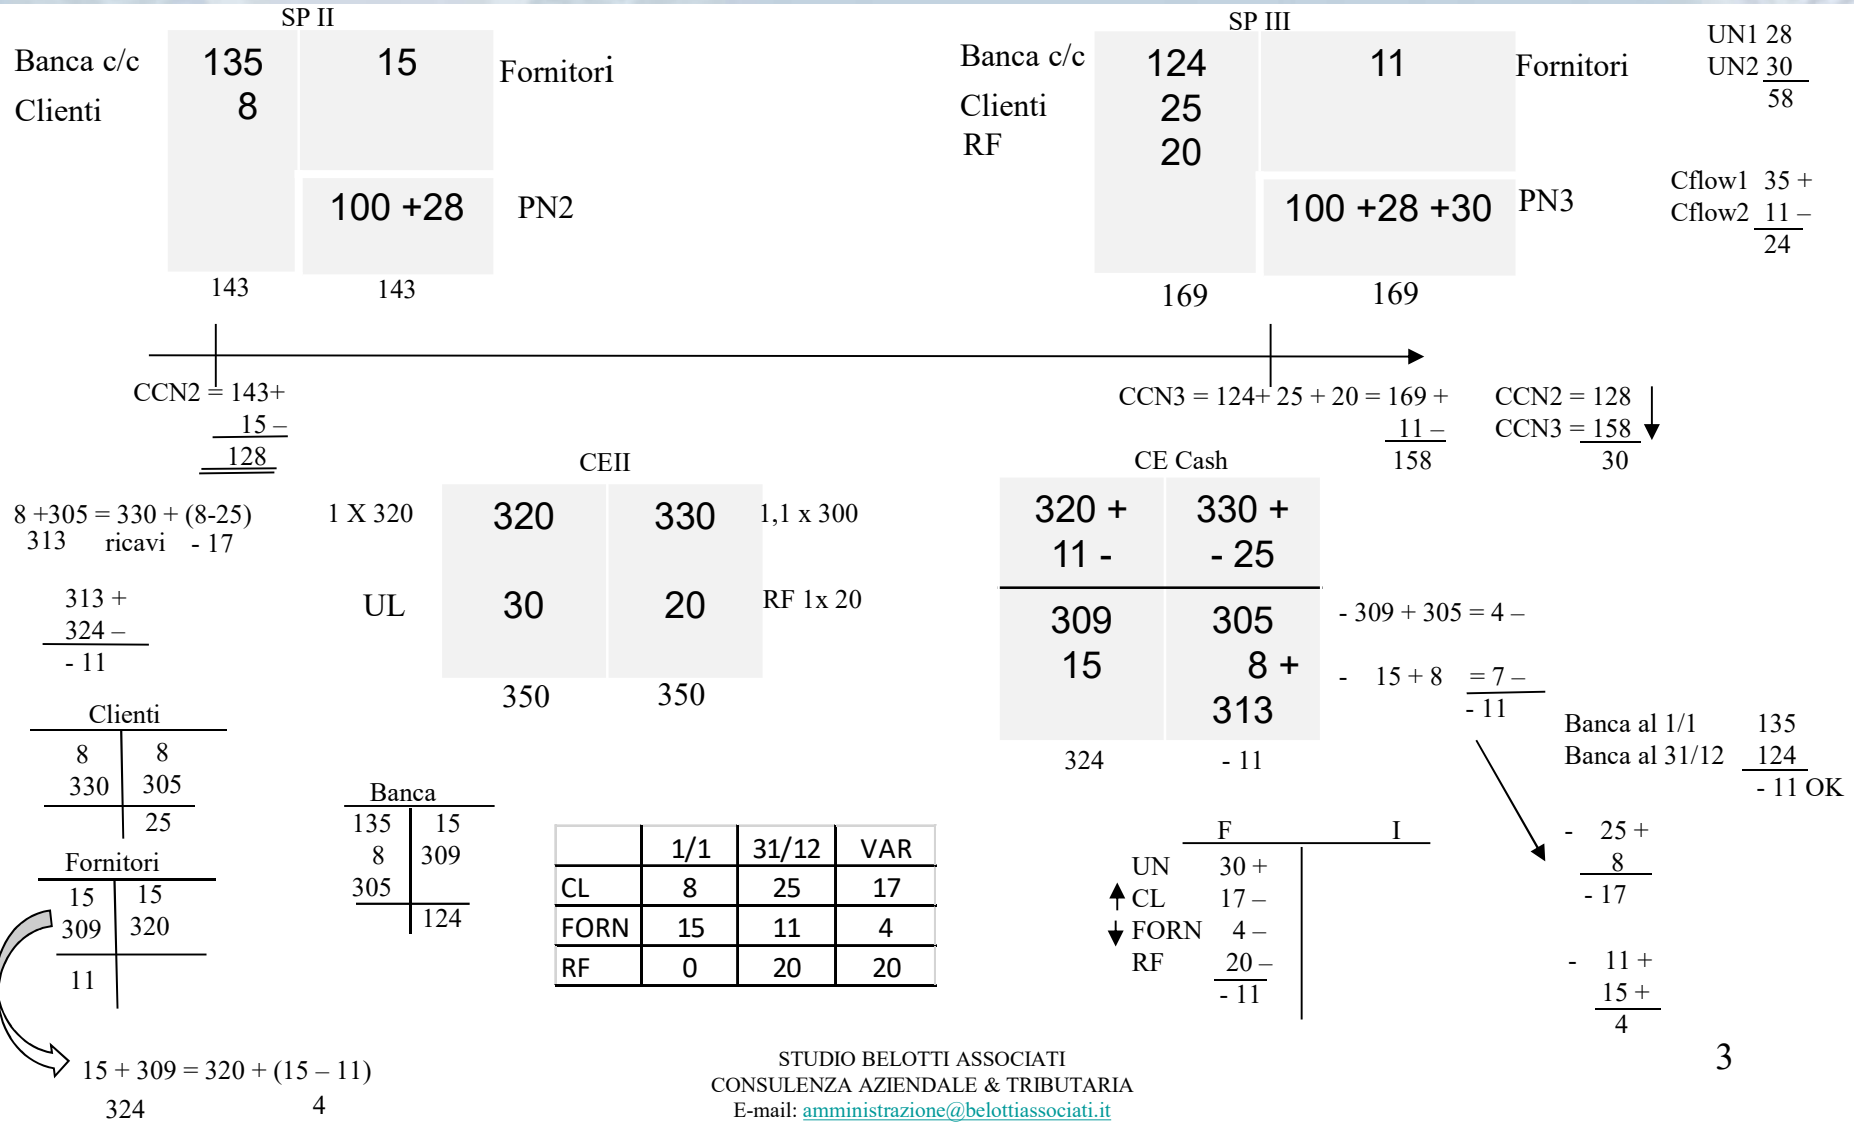 SP II
Banca c/c 135 15 Fornitori
Clienti 8
100 +28 PN2
143 143
SP III
Banca c/c 124 11 Fornitori
Clienti 25
RF 20
100 +28 +30 PN3
169 169
UN1 28
UN2 30
58
Cflow1 35 +
Cflow2 11 –
24
CCN2 = 143+
15 –
128
CCN3 = 124+ 25 + 20 = 169 +
11 –
158
CCN2 = 128
CCN3 = 158
30
8 +305 = 330 + (8-25)
313 ricavi - 17
313 +
324 –
- 11
CEII
1 X 320 320 330 1,1 x 300
UL 30 20 RF 1x 20
350 350
CE Cash
320 + 330 +
11 - - 25
309 305
15 8 +
313
324 - 11
- 309 + 305 = 4 –
- 15 + 8 = 7 –
- 11
Banca al 1/1 135
Banca al 31/12 124
- 11 OK
Clienti
8 8
330 305
25
Fornitori
15 15
309 320
11
15 + 309 = 320 + (15 – 11)
324 4
Banca
135 15
8 309
305
124
1/1 31/12 VAR
CL 8 25 17
FORN 15 11 4
RF 0 20 20
F I
UN 30 +
CL 17 –
FORN 4 –
RF 20 –
- 11
- 25 +
8
- 17
- 11 +
15 +
4
STUDIO BELOTTI ASSOCIATI
CONSULENZA AZIENDALE & TRIBUTARIA
E-mail: amministrazione@belottiassociati.it
3